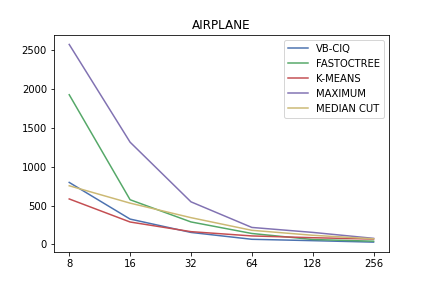 AIRPLANE
VB-CIQ
FASTOCTREE
K-MEANS
MAXIMUM
MEDIAN CUT
2500
2000
1500
1000
500
0
8 16 32 64 128 256